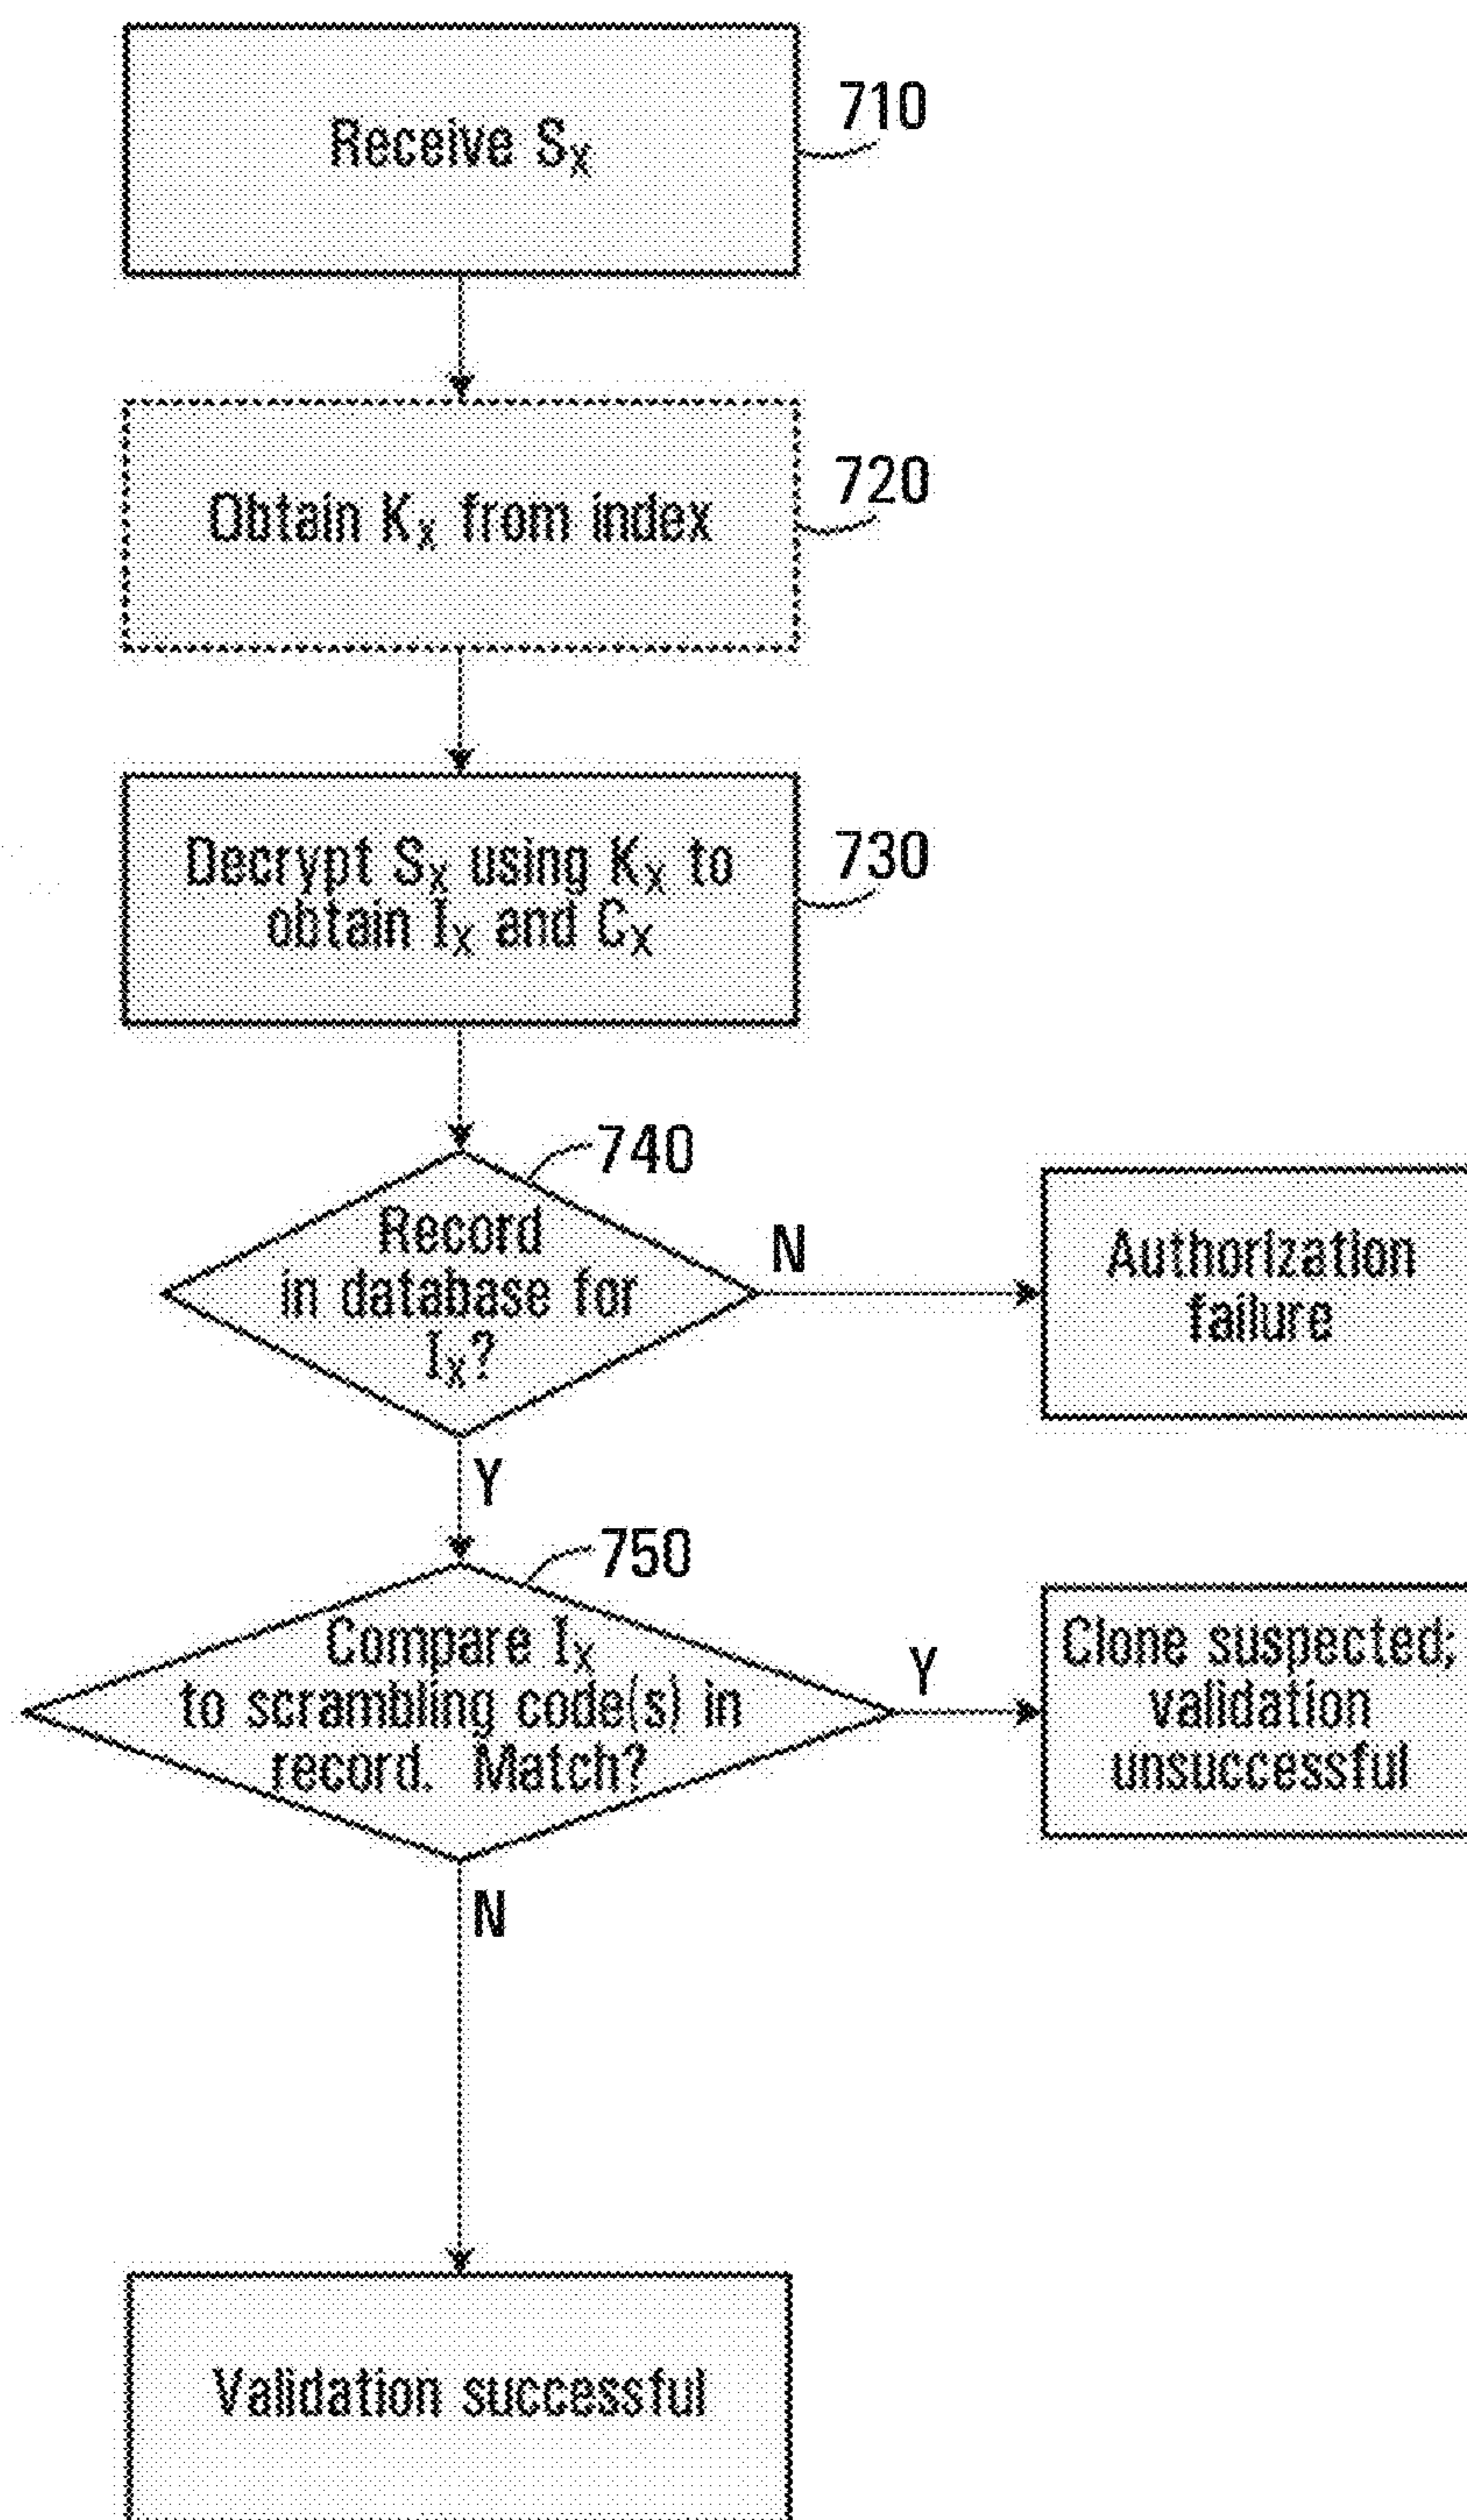 Receive Sx
710
Obtain Kx from index
720
Decrypt Sx using Kx to
obtain Ix and Cx
730
740
Record
in database for
Ix?
N
Authorization
failure
Y
750
Compare Ix
to scrambling code(s) in
record. Match?
Y
Clone suspected;
validation
unsuccessful
N
Validation successful